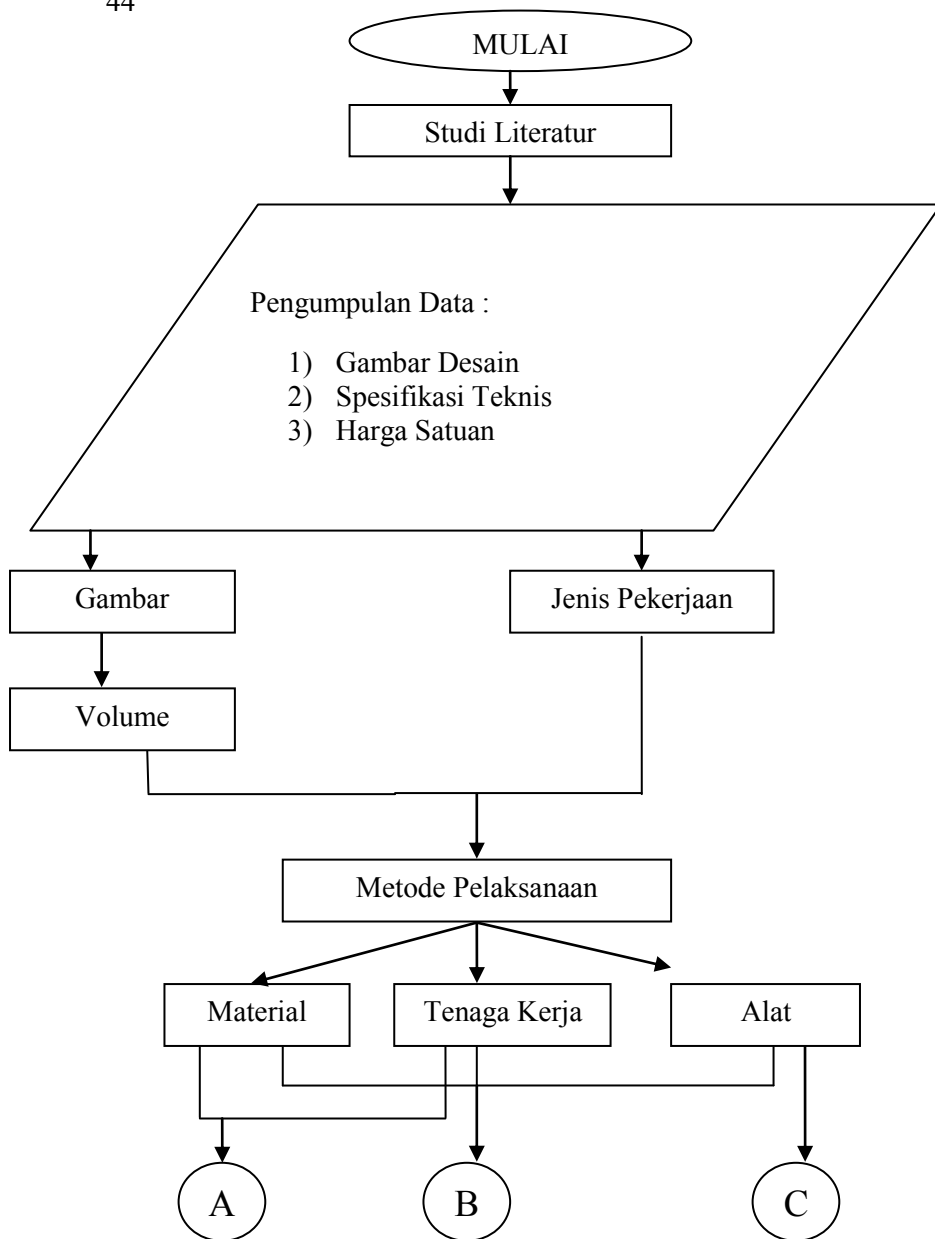 44
MULAI
Studi Literatur
Pengumpulan Data :
1) Gambar Desain
2) Spesifikasi Teknis
3) Harga Satuan
Gambar
Jenis Pekerjaan
Volume
Metode Pelaksanaan
Material
Tenaga Kerja
Alat
A
B
C